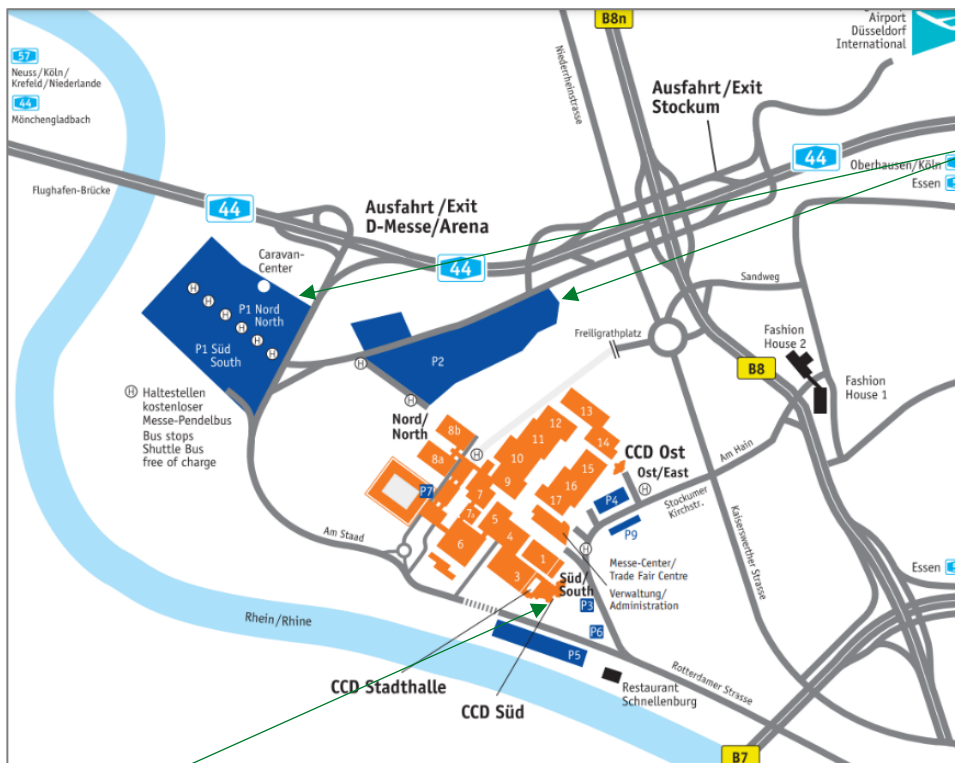 B8n
Airport
Düsseldorf
International
57
Neuss/Köln/
Krefeld/Niederlande
44
Mönchengladbach
Niederrheinstrasse
Ausfahrt/Exit
Stockum
44
Oberhausen/Köln
Essen
Flughafen-Brücke
44
Ausfahrt/Exit
D-Messe/Arena
44
Caravan-
Center
Sandweg
H
H
H
H
H
H
P1 Nord
North
P1 Süd
South
P2
Freiligrathplatz
Fashion
House 2
B8
Fashion
House 1
H
H Haltestellen
kostenloser
Messe-Pendelbus
Bus stops
Shuttle Bus
free of charge
H
Nord/
North
8b
8a
H
13
12
11
14
10
9
15
16
17
CCD Ost
Ost/East
H
Am Hain
P7
7
7a
5
4
6
3
1
P4
P9
Stockumer
Kirchstr.
Kaiserswerther Strasse
Am Staad
H
Messe-Center/
Trade Fair Centre
Verwaltung/
Administration
Süd/
South
P3
P6
P5
Essen
Rhein/Rhine
Rotterdamer Strasse
CCD Stadthalle
CCD Süd
Restaurant
Schnellenburg
B7